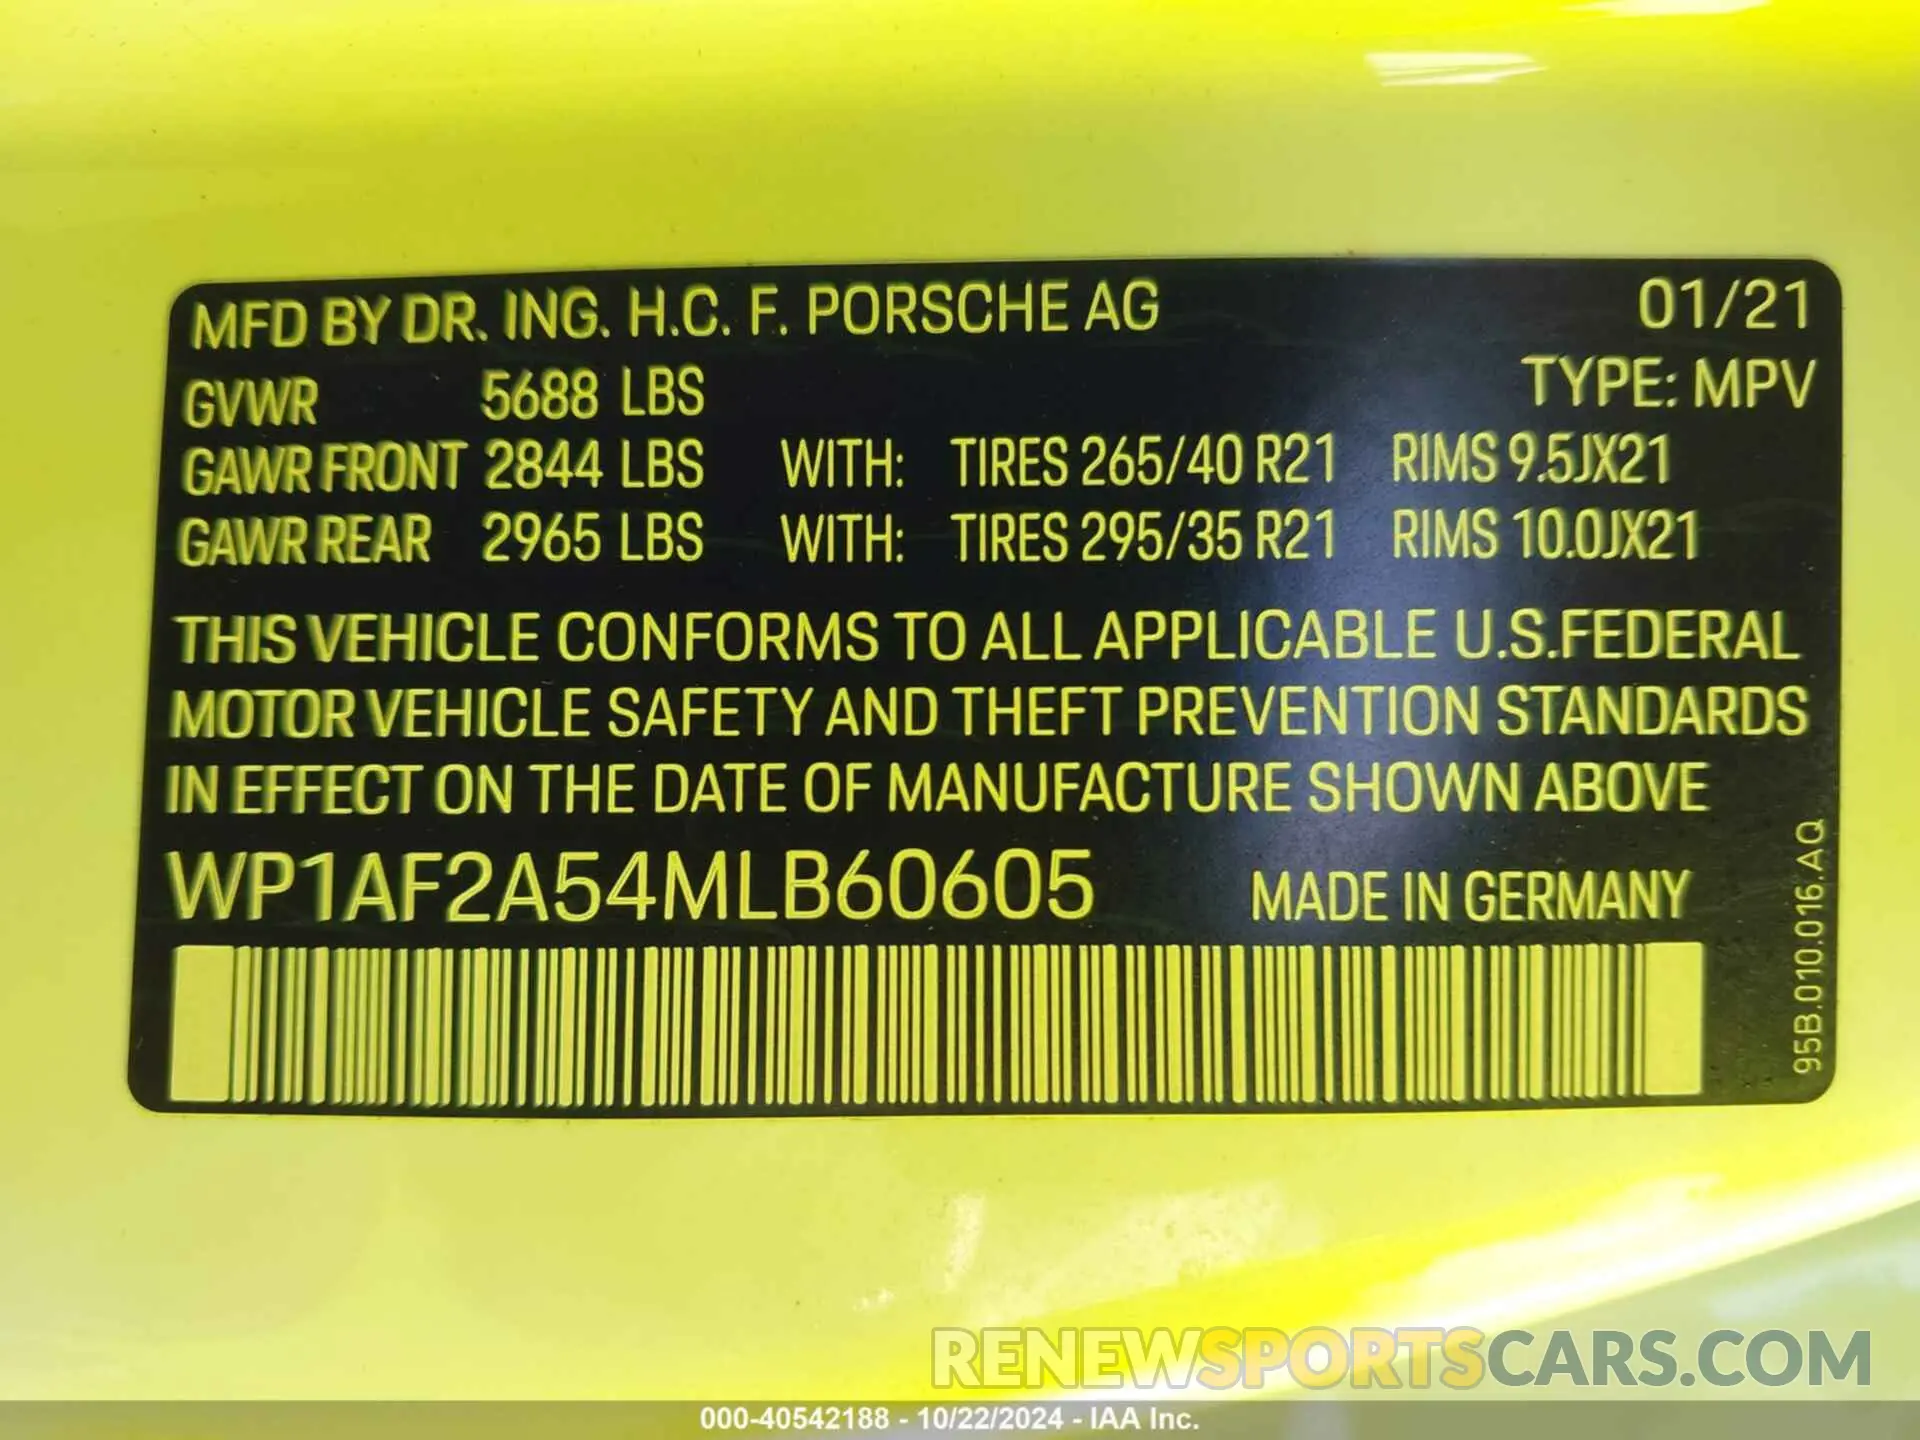 MFD BY DR. ING. H.C. F. PORSCHE AG 01/21
GVWR 5688 LBS TYPE: MPV
GAWR FRONT 2844 LBS WITH: TIRES 265/40 R21 RIMS 9.5JX21
GAWR REAR 2965 LBS WITH: TIRES 295/35 R21 RIMS 10.0JX21
THIS VEHICLE CONFORMS TO ALL APPLICABLE U.S.FEDERAL
MOTOR VEHICLE SAFETY AND THEFT PREVENTION STANDARDS
IN EFFECT ON THE DATE OF MANUFACTURE SHOWN ABOVE
WP1AF2A54MLB60605 MADE IN GERMANY
95B.010.016.AQ
RENEWSPORTSCARS.COM
000-40542188 - 10/22/2024 - IAA Inc.